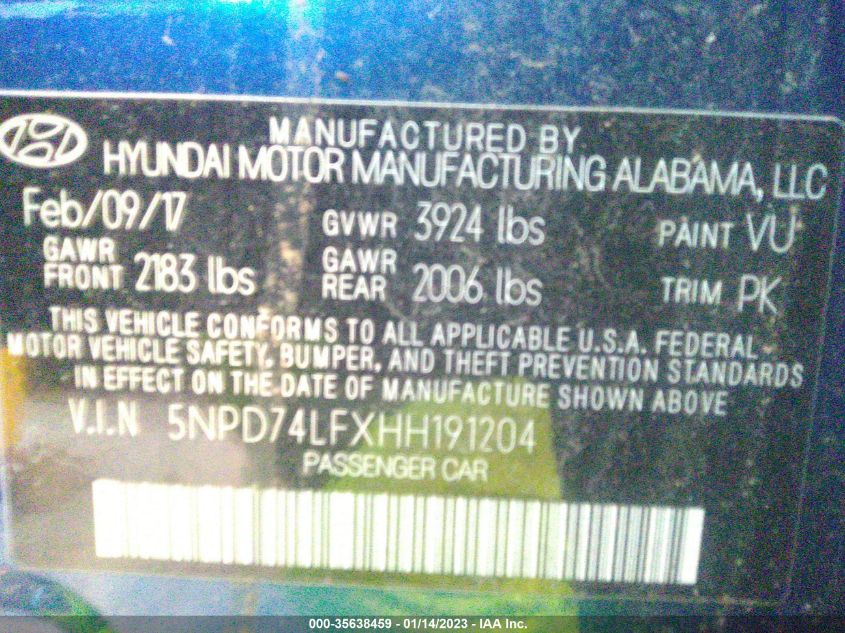 MANUFACTURED BY
HYUNDAI MOTOR MANUFACTURING ALABAMA, LLC
Feb/09/17 GVWR 3924 lbs PAINT VU
GAWR FRONT 2183 lbs GAWR REAR 2006 lbs TRIM PK
THIS VEHICLE CONFORMS TO ALL APPLICABLE U.S.A. FEDERAL
MOTOR VEHICLE SAFETY, BUMPER, AND THEFT PREVENTION STANDARDS
IN EFFECT ON THE DATE OF MANUFACTURE SHOWN ABOVE
V.I.N 5NPD74LFXHH191204
PASSENGER CAR
000-35638459 - 01/14/2023 - IAA Inc.